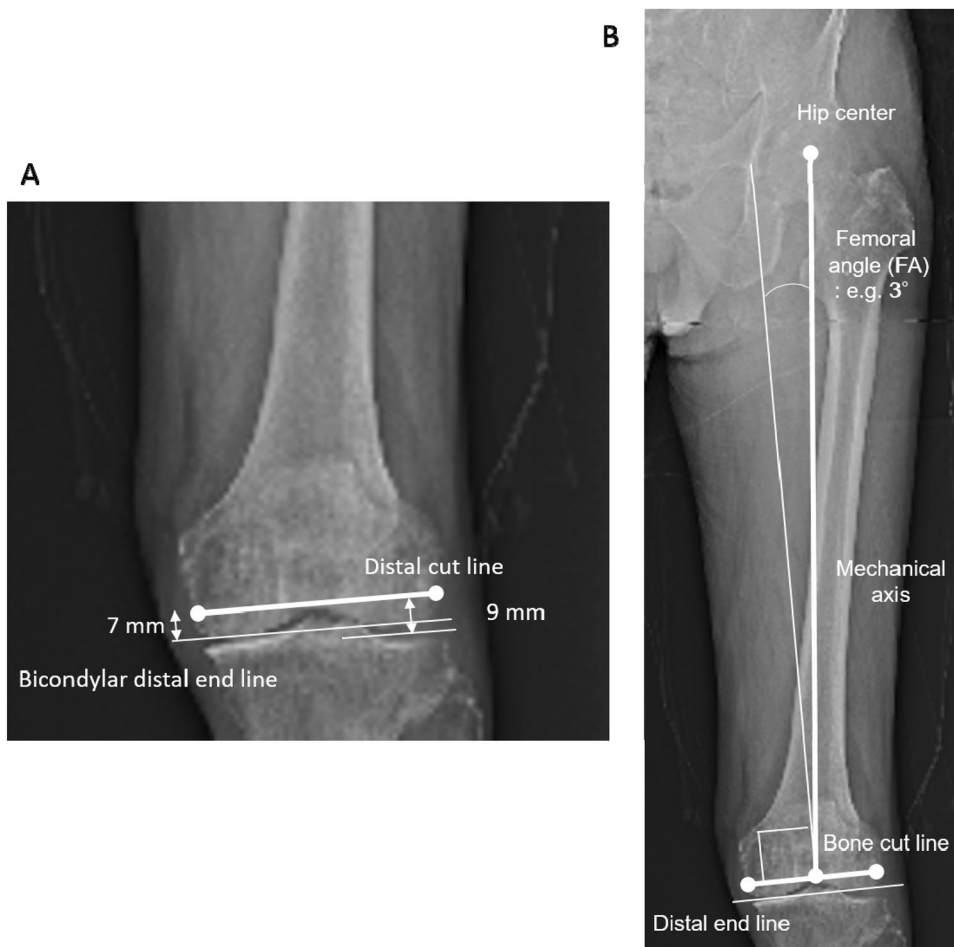 A
Distal cut line
7 mm
9 mm
Bicondylar distal end line
B
Hip center
Femoral
angle (FA)
: e.g. 3°
Mechanical
axis
Bone cut line
Distal end line